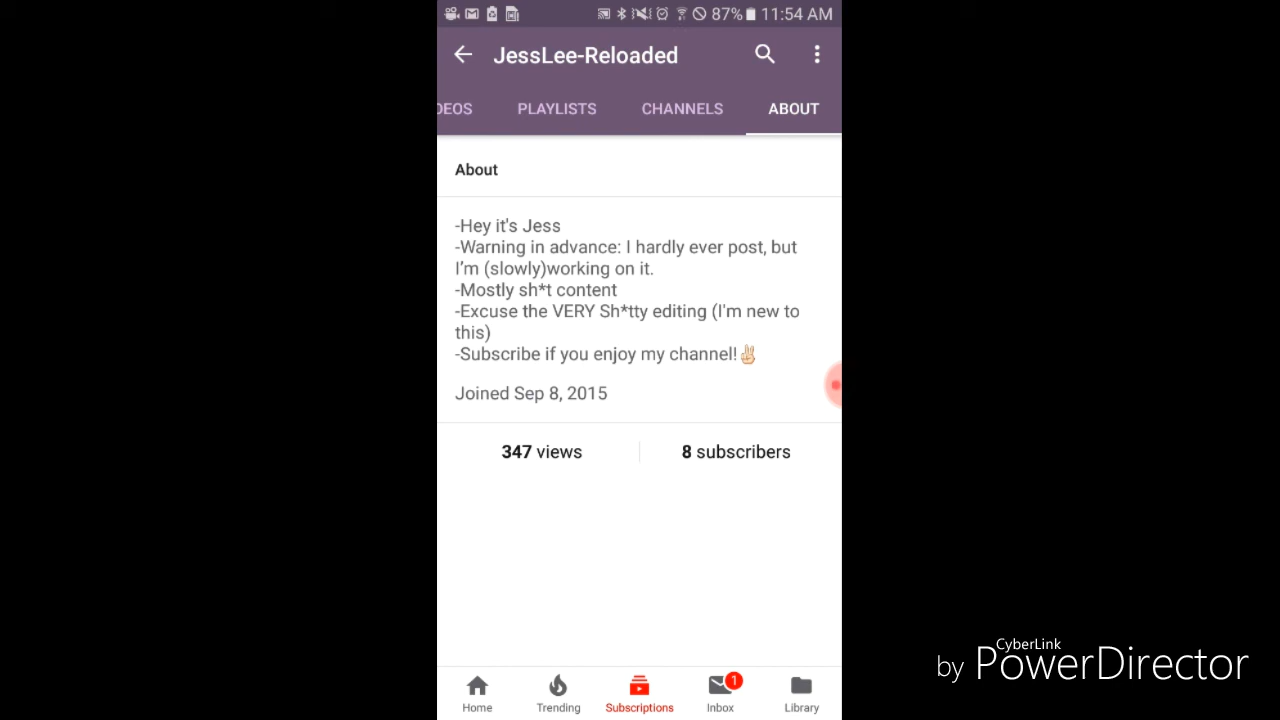 87% 11:54 AM
JessLee-Reloaded
DEOS PLAYLISTS CHANNELS ABOUT
About
-Hey it's Jess
-Warning in advance: I hardly ever post, but
I'm (slowly)working on it.
-Mostly sh*t content
-Excuse the VERY Sh*tty editing (I'm new to
this)
-Subscribe if you enjoy my channel!✌🏻
Joined Sep 8, 2015
347 views 8 subscribers
1
Home Trending Subscriptions Inbox Library
CyberLink
by PowerDirector